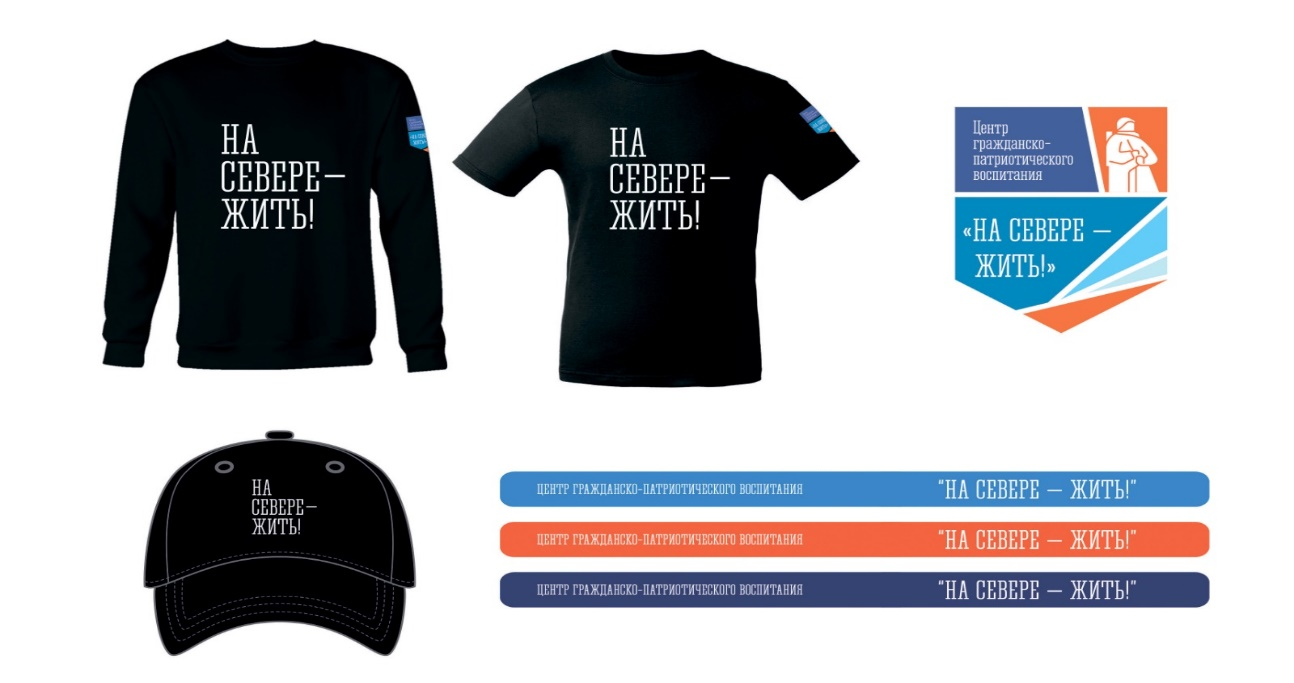 НА
СЕВЕРЕ—
ЖИТЬ!
НА
СЕВЕРЕ—
ЖИТЬ!
Центр
гражданско-
патриотического
воспитания
«НА СЕВЕРЕ —
ЖИТЬ!»
НА
СЕВЕРЕ—
ЖИТЬ!
ЦЕНТР ГРАЖДАНСКО-ПАТРИОТИЧЕСКОГО ВОСПИТАНИЯ "НА СЕВЕРЕ — ЖИТЬ!"
ЦЕНТР ГРАЖДАНСКО-ПАТРИОТИЧЕСКОГО ВОСПИТАНИЯ "НА СЕВЕРЕ — ЖИТЬ!"
ЦЕНТР ГРАЖДАНСКО-ПАТРИОТИЧЕСКОГО ВОСПИТАНИЯ "НА СЕВЕРЕ — ЖИТЬ!"